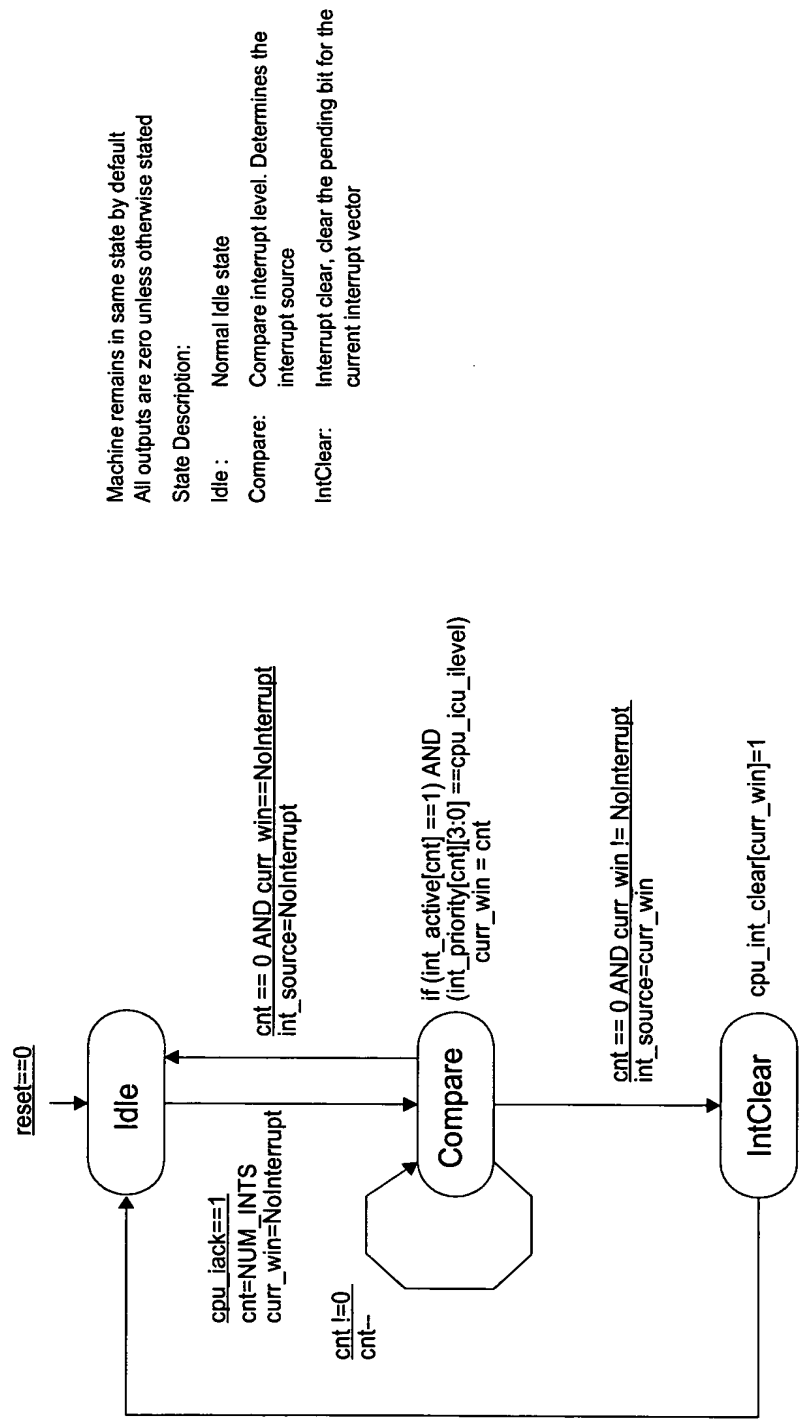 Machine remains in same state by default
All outputs are zero unless otherwise stated
State Description:
Idle : Normal Idle state
Compare: Compare interrupt level. Determines the
interrupt source
IntClear: Interrupt clear, clear the pending bit for the
current interrupt vector
reset==0
Idle
cpu_iack==1
cnt=NUM_INTS
curr_win=NoInterrupt
cnt == 0 AND curr_win==NoInterrupt
int_source=NoInterrupt
cnt !=0
cnt--
Compare
if (int_active[cnt] ==1) AND
(int_priority[cnt][3:0] ==cpu_icu_ilevel)
curr_win = cnt
cnt == 0 AND curr_win != NoInterrupt
int_source=curr_win
IntClear
cpu_int_clear[curr_win]=1